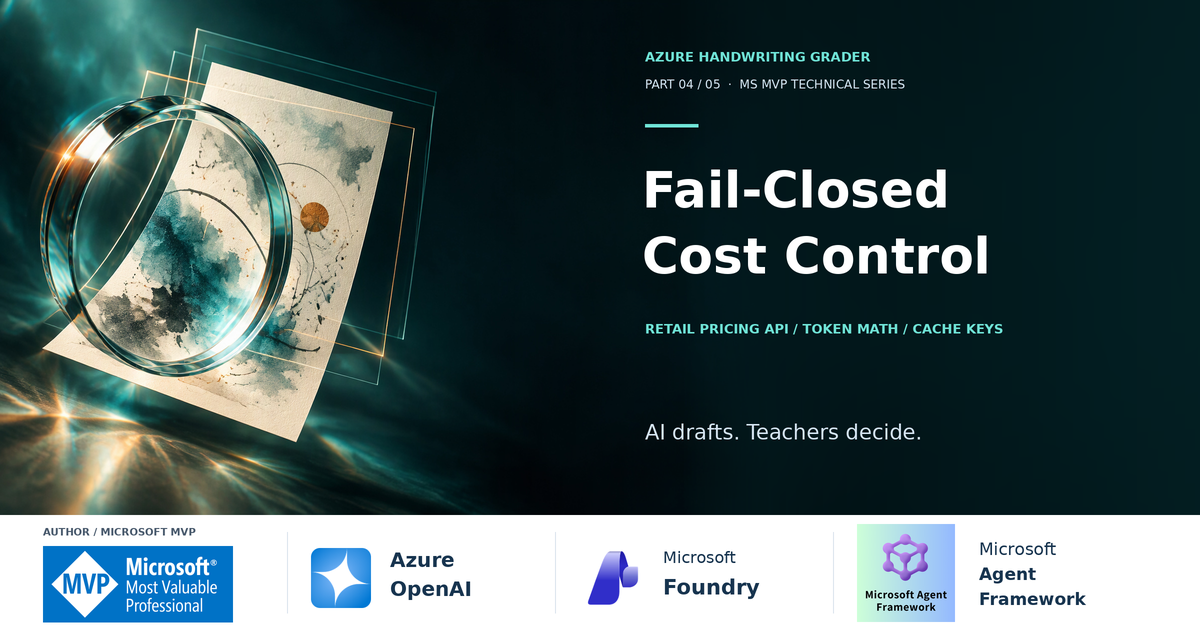 AZURE HANDWRITING GRADER
PART 04 / 05 · MS MVP TECHNICAL SERIES
Fail-Closed
Cost Control
RETAIL PRICING API / TOKEN MATH / CACHE KEYS
AI drafts. Teachers decide.
AUTHOR / MICROSOFT MVP
MVP
Microsoft®
Most Valuable
Professional
Azure
OpenAI
Microsoft
Foundry
Microsoft Agent
Framework
Microsoft
Agent
Framework